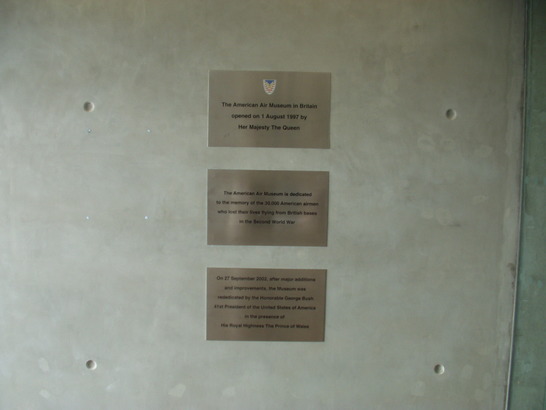 The American Air Museum in Britain
opened on 1 August 1997 by
Her Majesty The Queen
The American Air Museum is dedicated
to the memory of the 30,000 American airmen
who lost their lives flying from British bases
in the Second World War
On 27 September 2002, after major additions
and improvements, the Museum was
rededicated by the Honorable George Bush
41st President of the United States of America
in the presence of
His Royal Highness The Prince of Wales